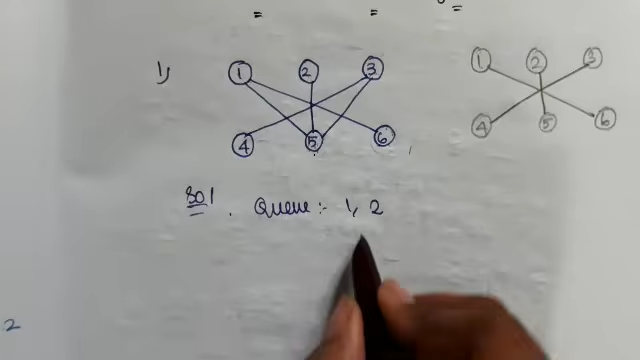 1, 1 2 3 1 2 3
4 5 6 4 5 6
Sol. Queue :- 1, 2
2